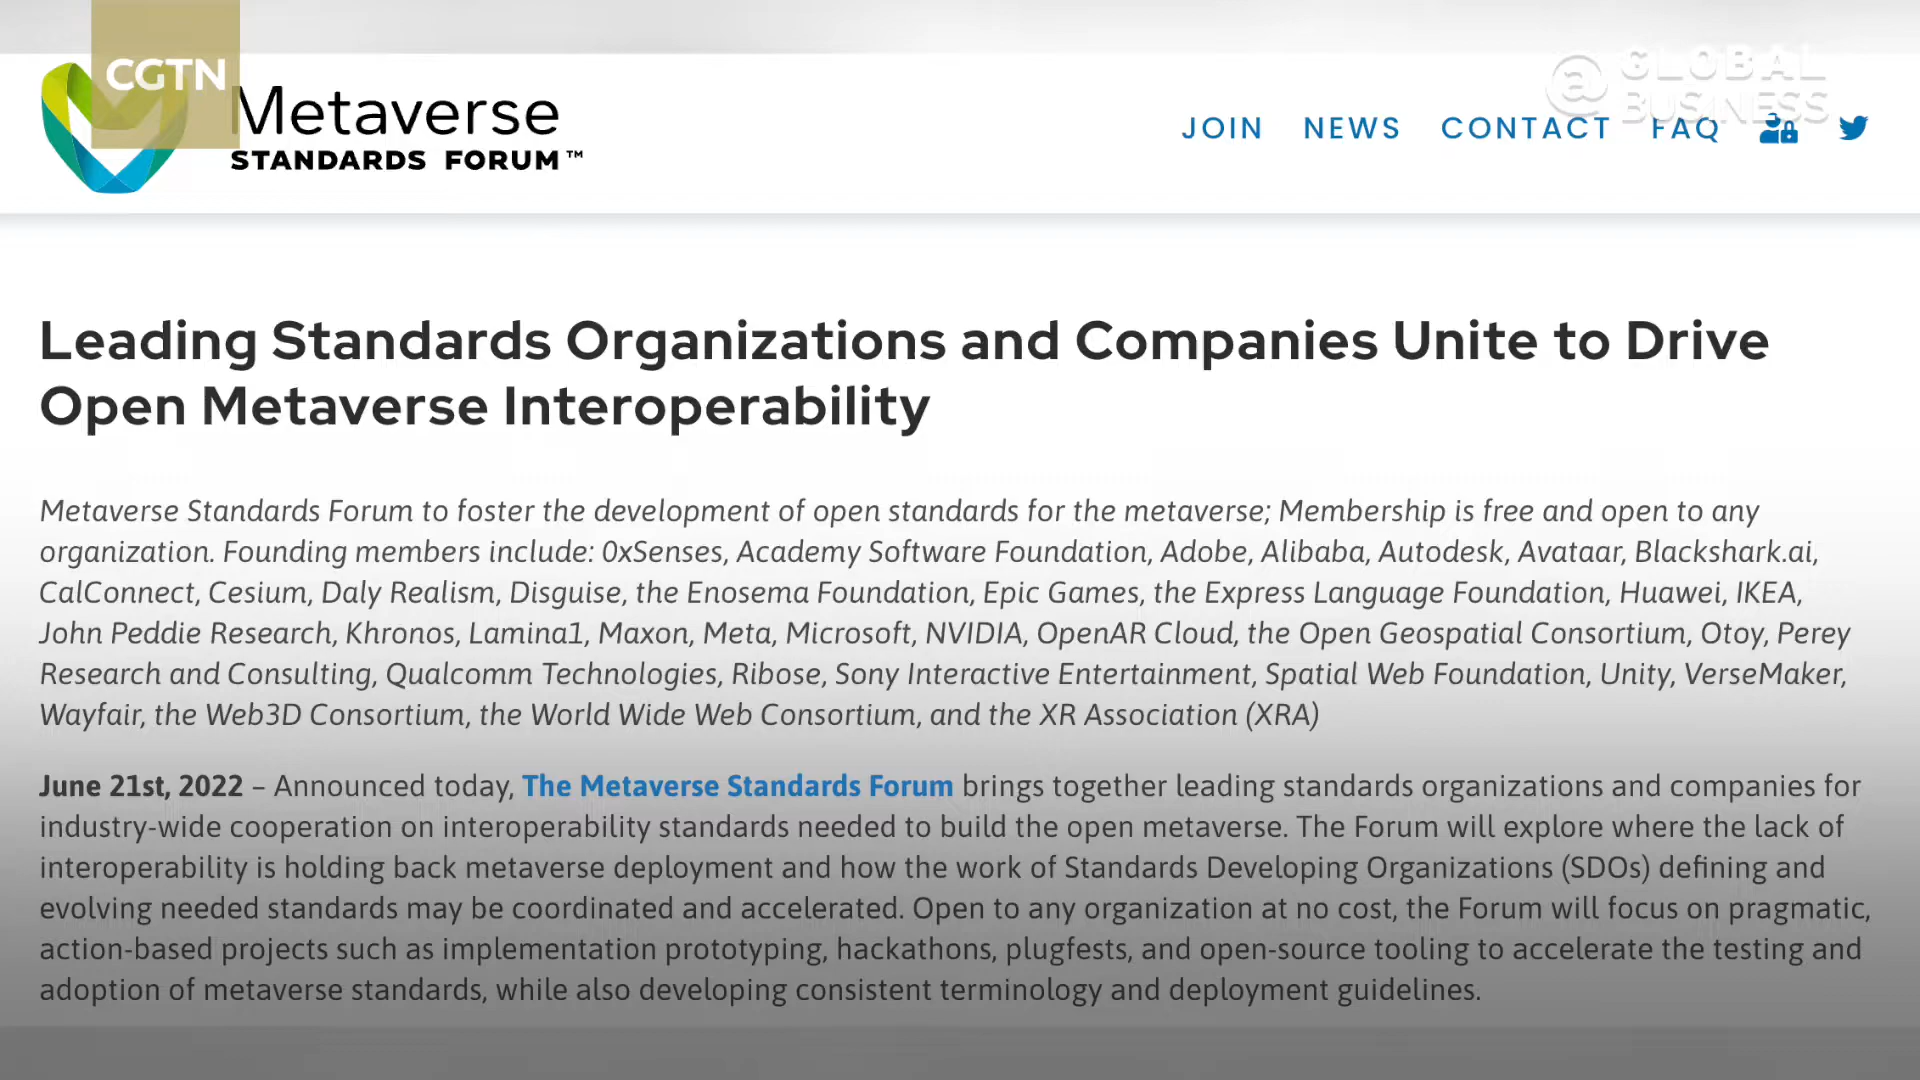 CGTN
@GLOBAL
BUSINESS
Metaverse
STANDARDS FORUM™
JOIN NEWS CONTACT FAQ
Leading Standards Organizations and Companies Unite to Drive
Open Metaverse Interoperability
Metaverse Standards Forum to foster the development of open standards for the metaverse; Membership is free and open to any
organization. Founding members include: 0xSenses, Academy Software Foundation, Adobe, Alibaba, Autodesk, Avataar, Blackshark.ai,
CalConnect, Cesium, Daly Realism, Disguise, the Enosema Foundation, Epic Games, the Express Language Foundation, Huawei, IKEA,
John Peddie Research, Khronos, Lamina1, Maxon, Meta, Microsoft, NVIDIA, OpenAR Cloud, the Open Geospatial Consortium, Otoy, Perey
Research and Consulting, Qualcomm Technologies, Ribose, Sony Interactive Entertainment, Spatial Web Foundation, Unity, VerseMaker,
Wayfair, the Web3D Consortium, the World Wide Web Consortium, and the XR Association (XRA)
June 21st, 2022 – Announced today, The Metaverse Standards Forum brings together leading standards organizations and companies for
industry-wide cooperation on interoperability standards needed to build the open metaverse. The Forum will explore where the lack of
interoperability is holding back metaverse deployment and how the work of Standards Developing Organizations (SDOs) defining and
evolving needed standards may be coordinated and accelerated. Open to any organization at no cost, the Forum will focus on pragmatic,
action-based projects such as implementation prototyping, hackathons, plugfests, and open-source tooling to accelerate the testing and
adoption of metaverse standards, while also developing consistent terminology and deployment guidelines.